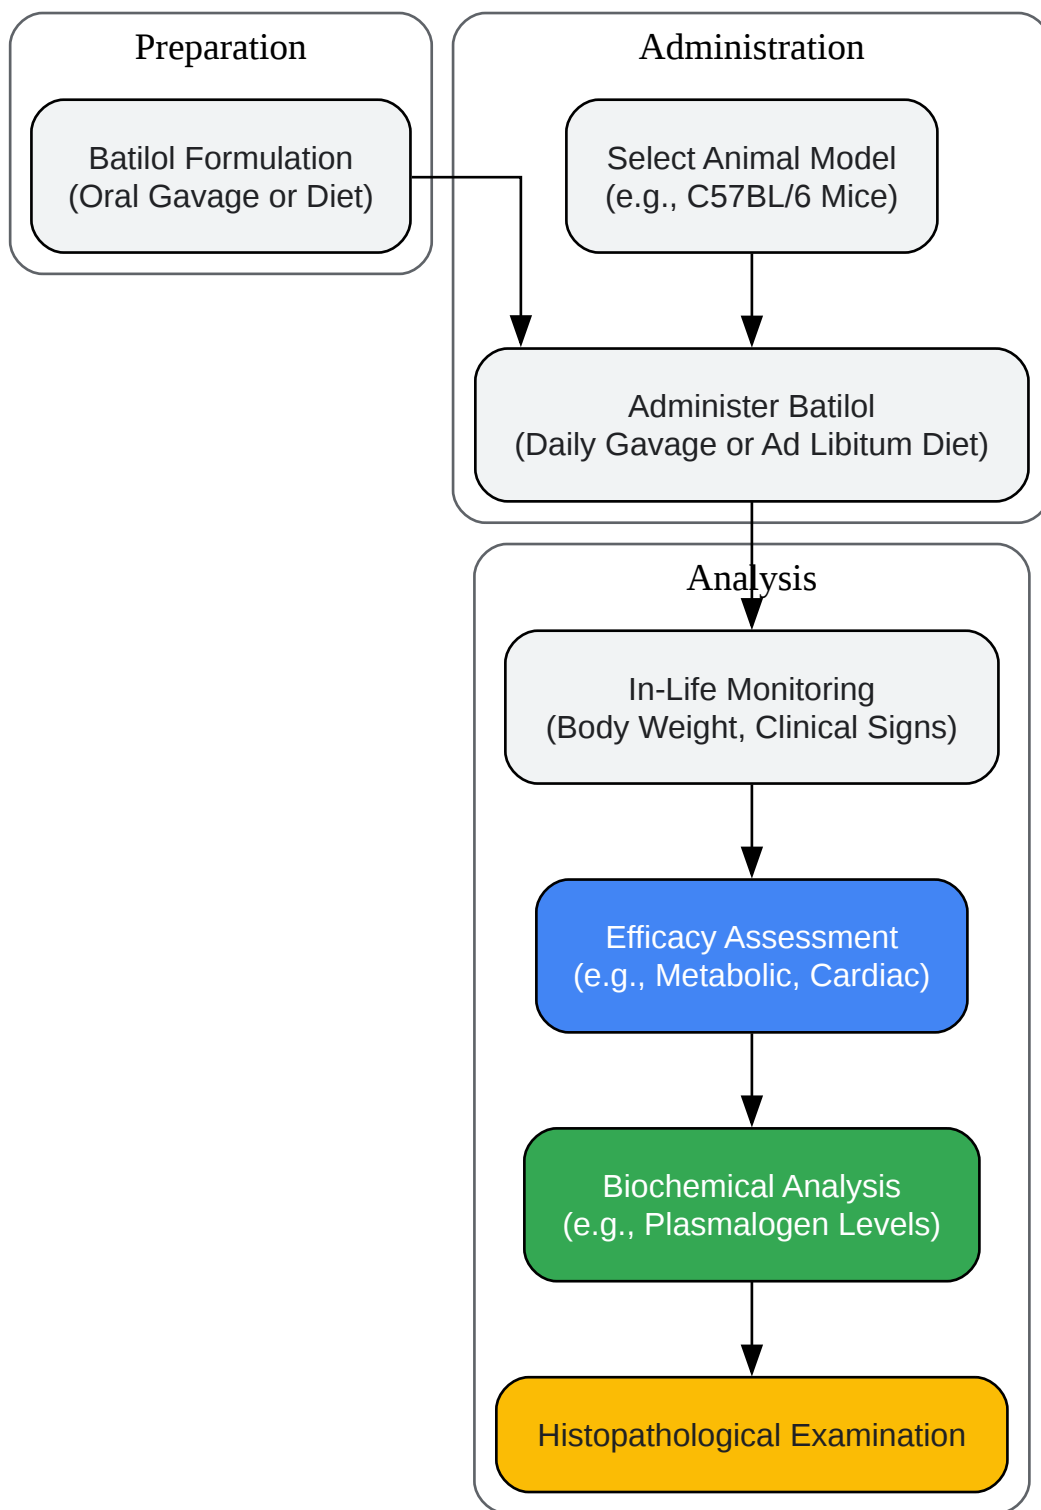 Preparation
Batilol Formulation
(Oral Gavage or Diet)
Administration
Select Animal Model
(e.g., C57BL/6 Mice)
Administer Batilol
(Daily Gavage or Ad Libitum Diet)
Analysis
In-Life Monitoring
(Body Weight, Clinical Signs)
Efficacy Assessment
(e.g., Metabolic, Cardiac)
Biochemical Analysis
(e.g., Plasmalogen Levels)
Histopathological Examination